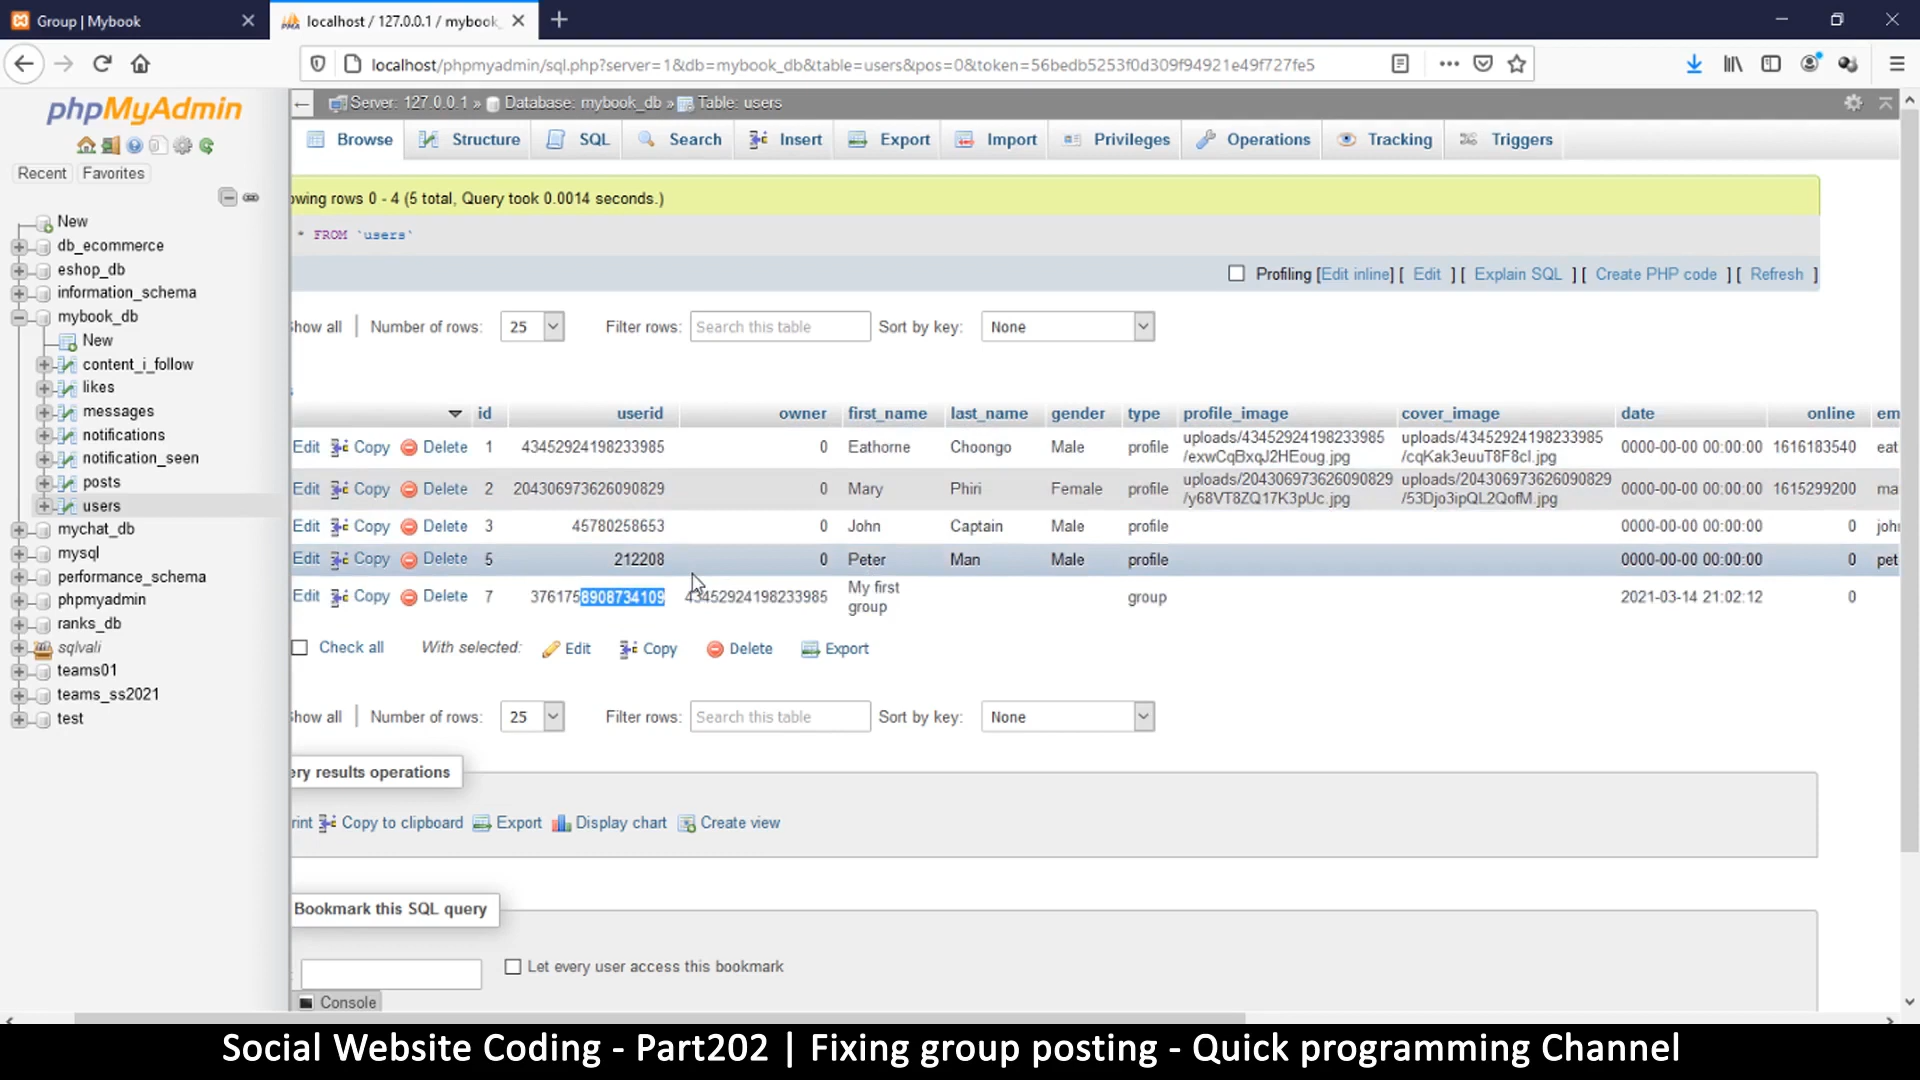 Group | Mybook
localhost / 127.0.0.1 / mybook_
localhost/phpmyadmin/sql.php?server=1&db=mybook_db&table=users&pos=0&token=56bedb5253f0d309f94921e49f727fe5
phpMyAdmin
Recent Favorites
New
db_ecommerce
eshop_db
information_schema
mybook_db
New
content_i_follow
likes
messages
notifications
notification_seen
posts
users
mychat_db
mysql
performance_schema
phpmyadmin
ranks_db
sqlvali
teams01
teams_ss2021
test
Server: 127.0.0.1 » Database: mybook_db » Table: users
Browse Structure SQL Search Insert Export Import Privileges Operations Tracking Triggers
owing rows 0 - 4 (5 total, Query took 0.0014 seconds.)
* FROM `users`
Profiling [Edit inline] [ Edit ] [ Explain SQL ] [ Create PHP code ] [ Refresh ]
Show all | Number of rows: 25 Filter rows: Search this table Sort by key: None
id userid owner first_name last_name gender type profile_image cover_image date online em
Edit Copy Delete 1 43452924198233985 0 Eathorne Choongo Male profile uploads/43452924198233985 uploads/43452924198233985 0000-00-00 00:00:00 1616183540 eat
/exwCqBxqJ2HEoug.jpg /cqKak3euuT8F8cI.jpg
Edit Copy Delete 2 204306973626090829 0 Mary Phiri Female profile uploads/204306973626090829 uploads/204306973626090829 0000-00-00 00:00:00 1615299200 ma
/y68VT8ZQ17K3pUc.jpg /53Djo3ipQL2QofM.jpg
Edit Copy Delete 3 45780258653 0 John Captain Male profile 0000-00-00 00:00:00 0 joh
Edit Copy Delete 5 212208 0 Peter Man Male profile 0000-00-00 00:00:00 0 pet
Edit Copy Delete 7 3761758908734109 43452924198233985 My first group 2021-03-14 21:02:12 0
group
Check all With selected: Edit Copy Delete Export
Show all | Number of rows: 25 Filter rows: Search this table Sort by key: None
ery results operations
rint Copy to clipboard Export Display chart Create view
Bookmark this SQL query
Let every user access this bookmark
Console
Social Website Coding - Part202 | Fixing group posting - Quick programming Channel